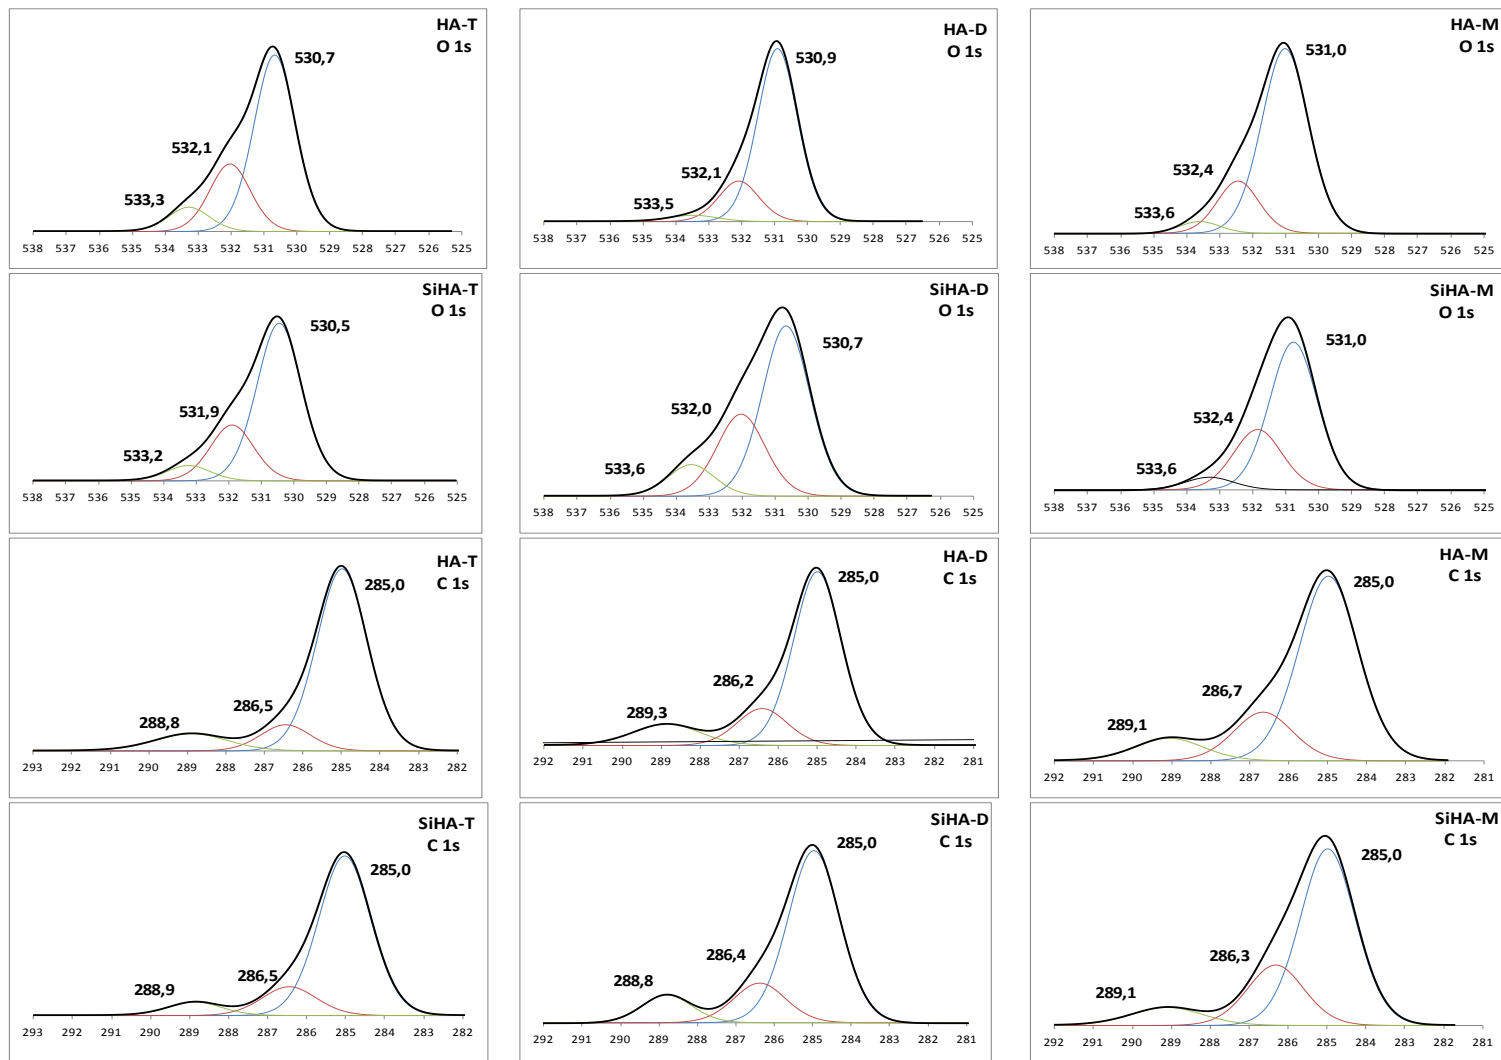 HA-T
O 1s
530,7
532,1
533,3
538 537 536 535 534 533 532 531 530 529 528 527 526 525
HA-D
O 1s
530,9
532,1
533,5
538 537 536 535 534 533 532 531 530 529 528 527 526 525
HA-M
O 1s
531,0
532,4
533,6
538 537 536 535 534 533 532 531 530 529 528 527 526 525
SiHA-T
O 1s
530,5
531,9
533,2
538 537 536 535 534 533 532 531 530 529 528 527 526 525
SiHA-D
O 1s
530,7
532,0
533,6
538 537 536 535 534 533 532 531 530 529 528 527 526 525
SiHA-M
O 1s
531,0
532,4
533,6
538 537 536 535 534 533 532 531 530 529 528 527 526 525
HA-T
C 1s
285,0
286,5
288,8
293 292 291 290 289 288 287 286 285 284 283 282
HA-D
C 1s
285,0
286,2
289,3
292 291 290 289 288 287 286 285 284 283 282 281
HA-M
C 1s
285,0
286,7
289,1
292 291 290 289 288 287 286 285 284 283 282 281
SiHA-T
C 1s
285,0
286,5
288,9
293 292 291 290 289 288 287 286 285 284 283 282
SiHA-D
C 1s
285,0
286,4
288,8
292 291 290 289 288 287 286 285 284 283 282 281
SiHA-M
C 1s
285,0
286,3
289,1
292 291 290 289 288 287 286 285 284 283 282 281